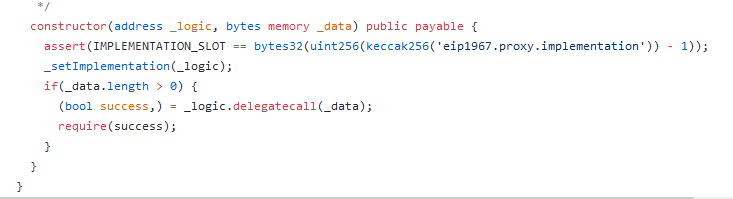 */
constructor(address _logic, bytes memory _data) public payable {
assert(IMPLEMENTATION_SLOT == bytes32(uint256(keccak256('eip1967.proxy.implementation')) - 1));
_setImplementation(_logic);
if(_data.length > 0) {
(bool success,) = _logic.delegatecall(_data);
require(success);
}
}
}